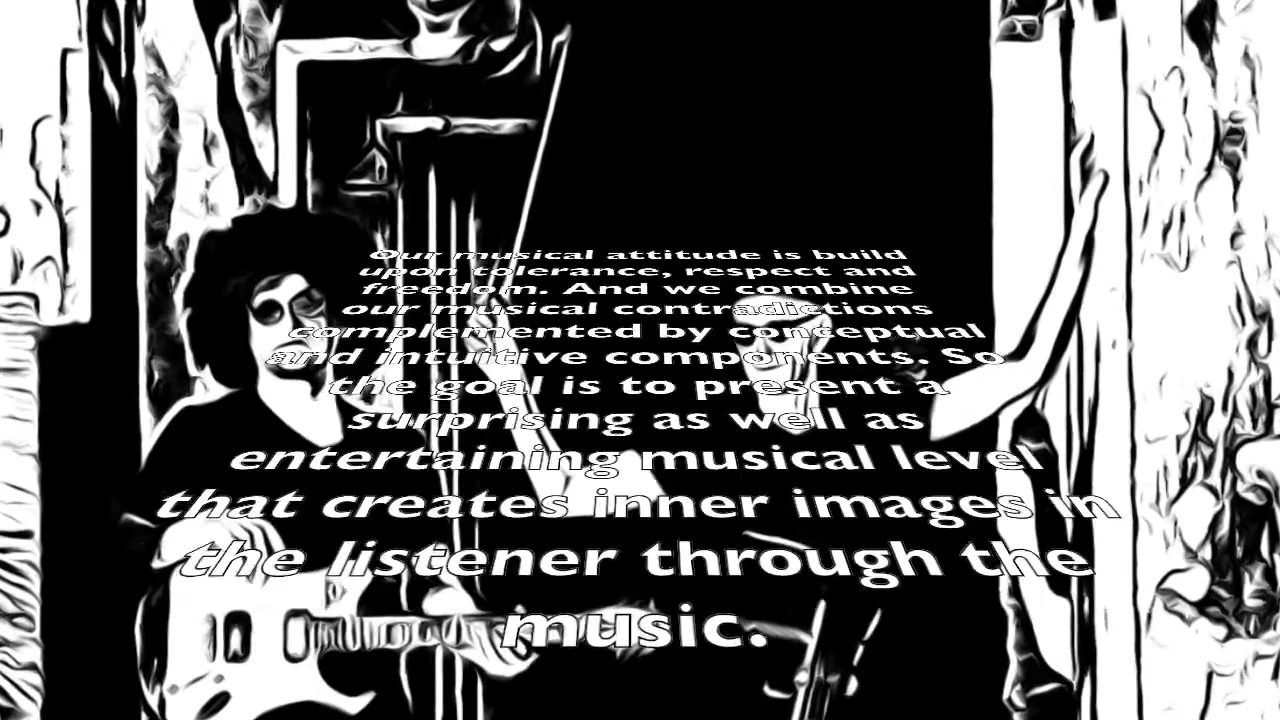 Our musical attitude is build
upon tolerance, respect and
freedom. And we combine
our musical contradictions
complemented by conceptual
and intuitive components. So
the goal is to present a
surprising as well as
entertaining musical level
that creates inner images in
the listener through the
music.